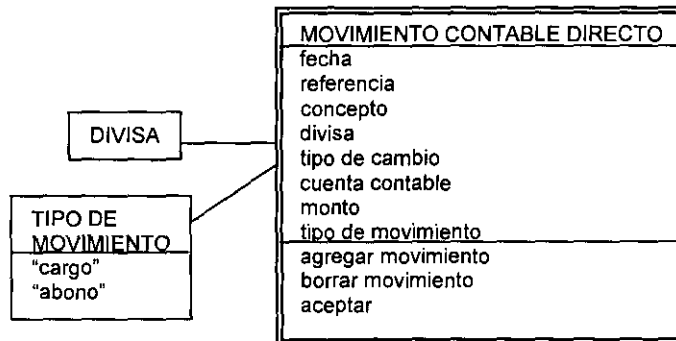 MOVIMIENTO CONTABLE DIRECTO
fecha
referencia
concepto
divisa
tipo de cambio
cuenta contable
monto
tipo de movimiento
agregar movimiento
borrar movimiento
aceptar
DIVISA
TIPO DE
MOVIMIENTO
“cargo”
“abono”